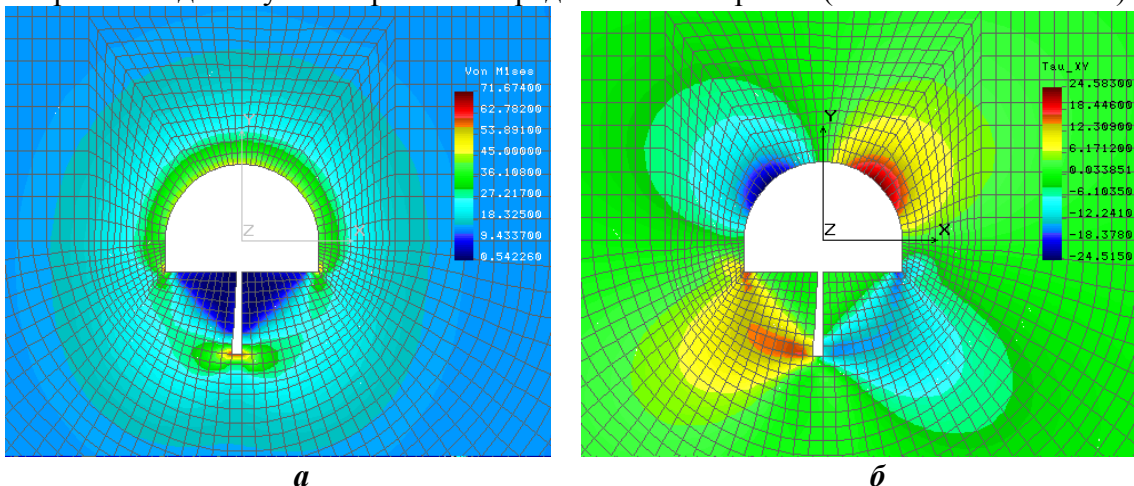 Von Mises
71.67400
62.78200
53.89100
45.00000
36.10800
27.21700
18.32500
9.433700
0.542260
Y
Z
X
а
Tau_XY
24.58300
18.44600
12.30900
6.171200
0.033851
-6.10350
-12.2410
-18.3780
-24.5150
Y
Z
X
б